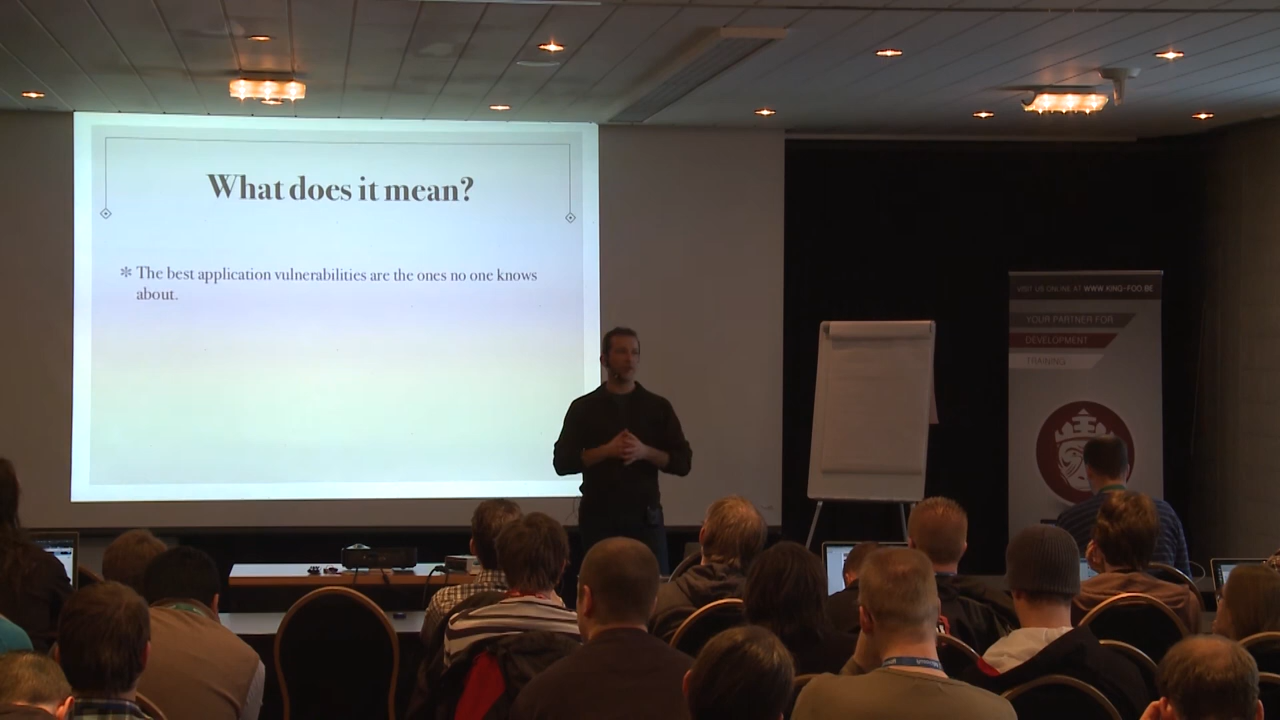 What does it mean?
✻ The best application vulnerabilities are the ones no one knows
about.
VISIT US ONLINE AT WWW.KING-FOO.BE
YOUR PARTNER FOR
DEVELOPMENT
TRAINING